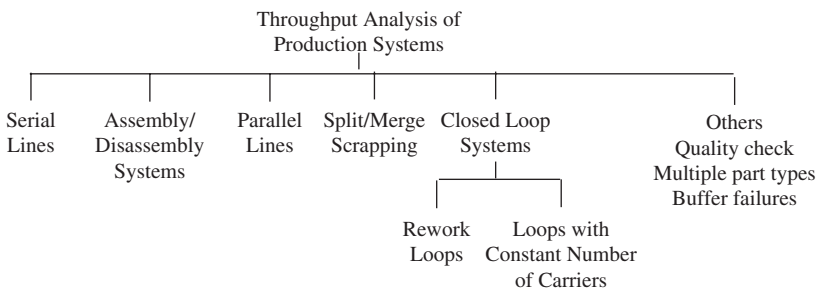 Throughput Analysis of
Production Systems
Serial
Lines
Assembly/
Disassembly
Systems
Parallel
Lines
Split/Merge
Scrapping
Closed Loop
Systems
Others
Quality check
Multiple part types
Buffer failures
Rework
Loops
Loops with
Constant Number
of Carriers